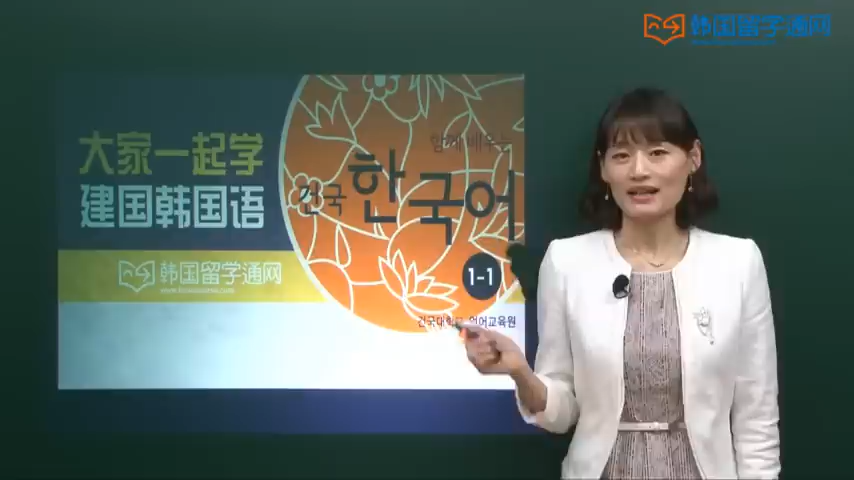 韩国留学通网
大家一起学
建国韩国语
韩国留学通网
함께 배우는
건국 한국어
1-1
건국대학교 언어교육원